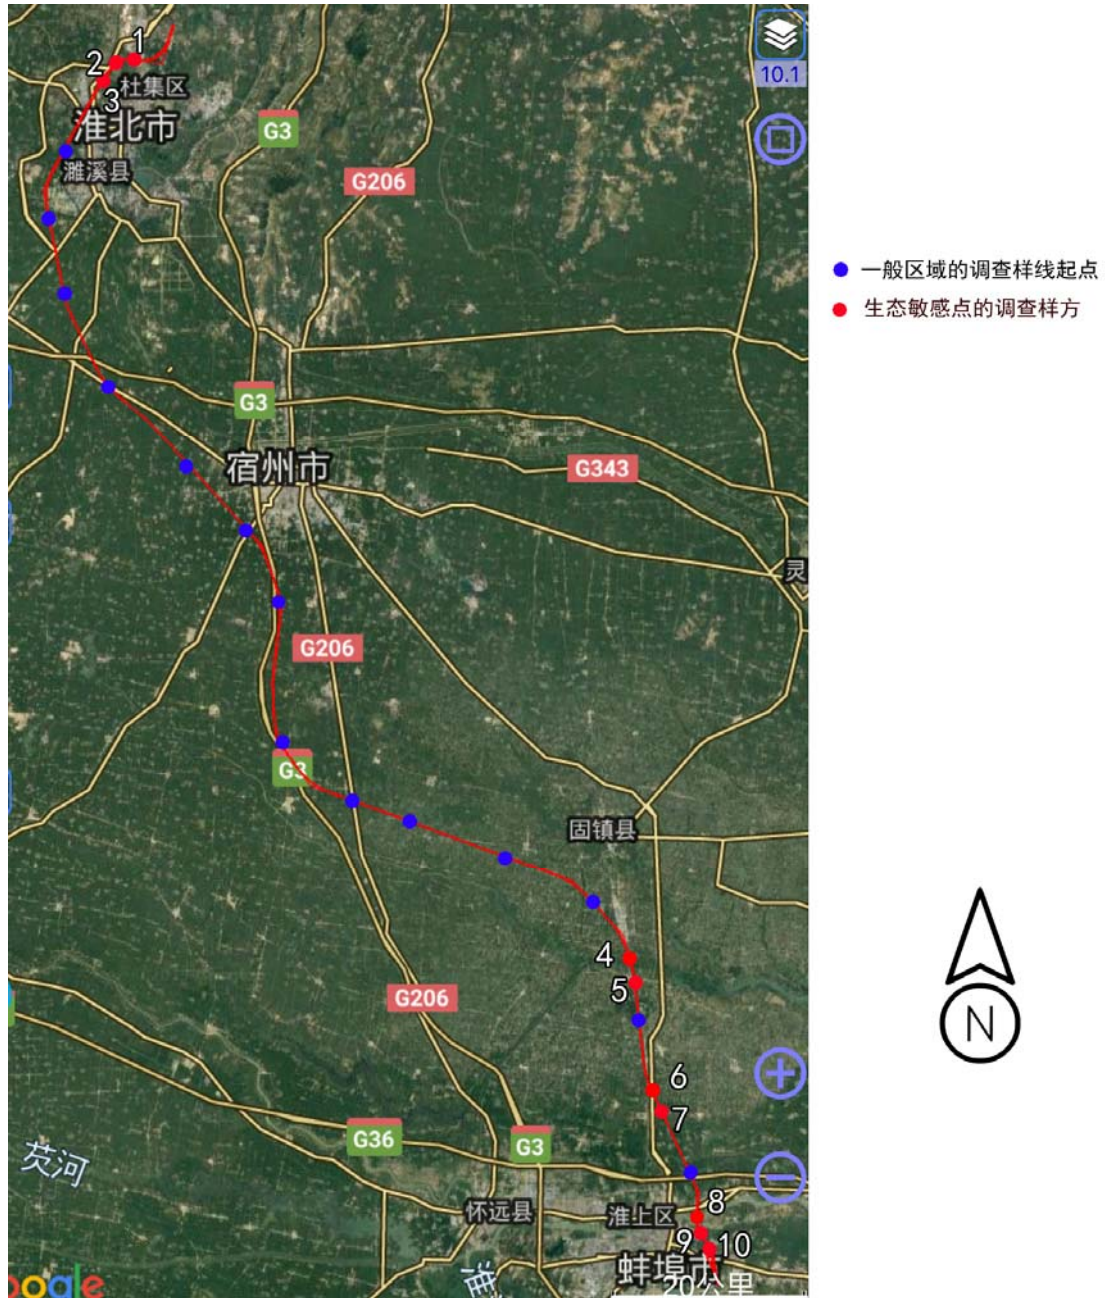 1
2
杜集区
3
淮北市
濉溪县
G3
G206
10.1
一般区域的调查样线起点
生态敏感点的调查样方
G3
宿州市
G343
灵
G206
G3
固镇县
4
5
G206
N
6
7
G36
G3
芡河
怀远县
淮上区
8
9
10
蚌埠市
20公里
淮
oogle